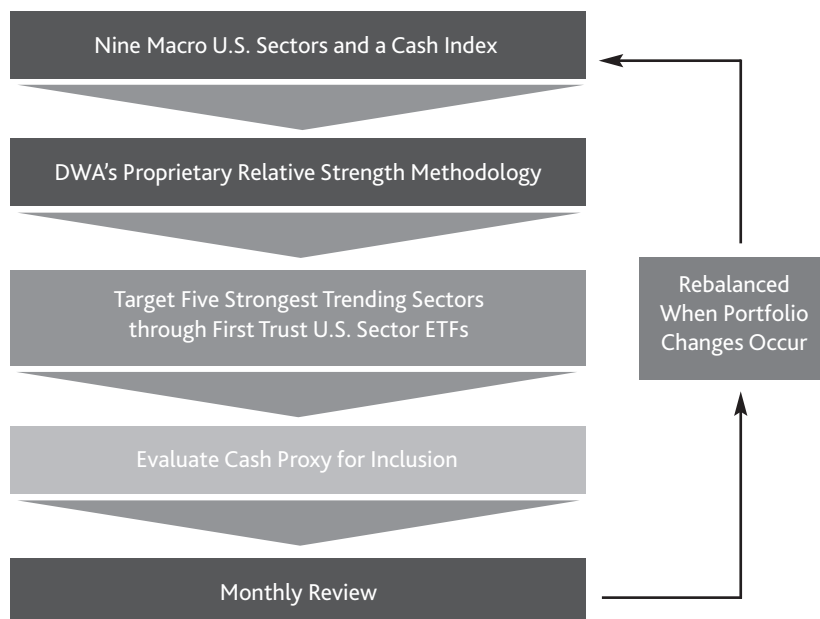 Nine Macro U.S. Sectors and a Cash Index
DWA's Proprietary Relative Strength Methodology
Target Five Strongest Trending Sectors
through First Trust U.S. Sector ETFs
Evaluate Cash Proxy for Inclusion
Monthly Review
Rebalanced
When Portfolio
Changes Occur